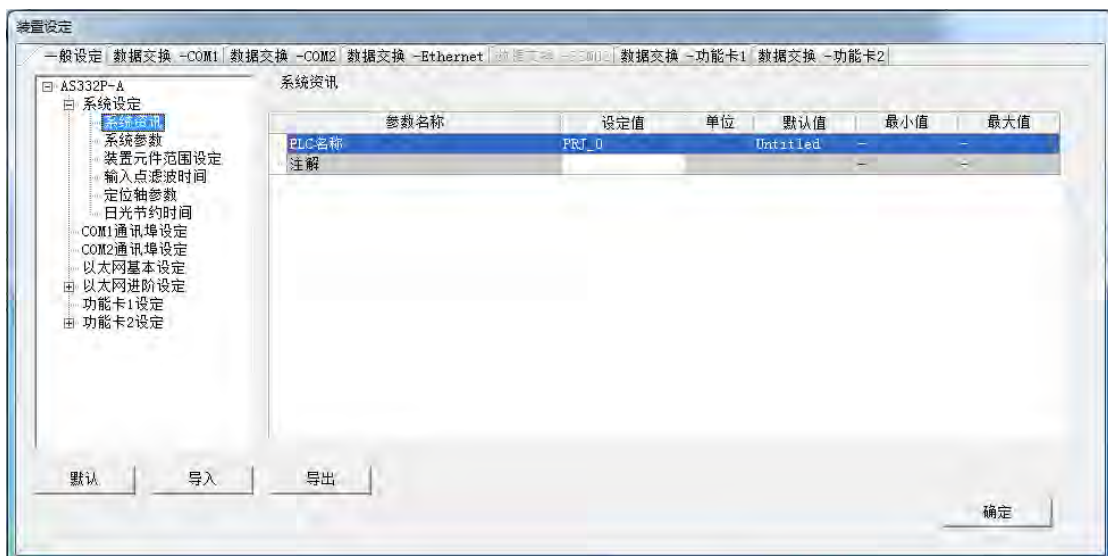 装置设定
一般设定 数据交换 -COM1 数据交换 -COM2 数据交换 -Ethernet 数据交换 数据交换 -功能卡1 数据交换 -功能卡2
AS332P-A
系统设定
系统资讯
系统参数
装置元件范围设定
输入点滤波时间
定位轴参数
日光节约时间
COM1通讯埠设定
COM2通讯埠设定
以太网基本设定
以太网进阶设定
功能卡1设定
功能卡2设定
系统资讯
参数名称 设定值 单位 默认值 最小值 最大值
PLC名称 PRJ_0 Untitled - -
注解 - -
默认 导入 导出
确定